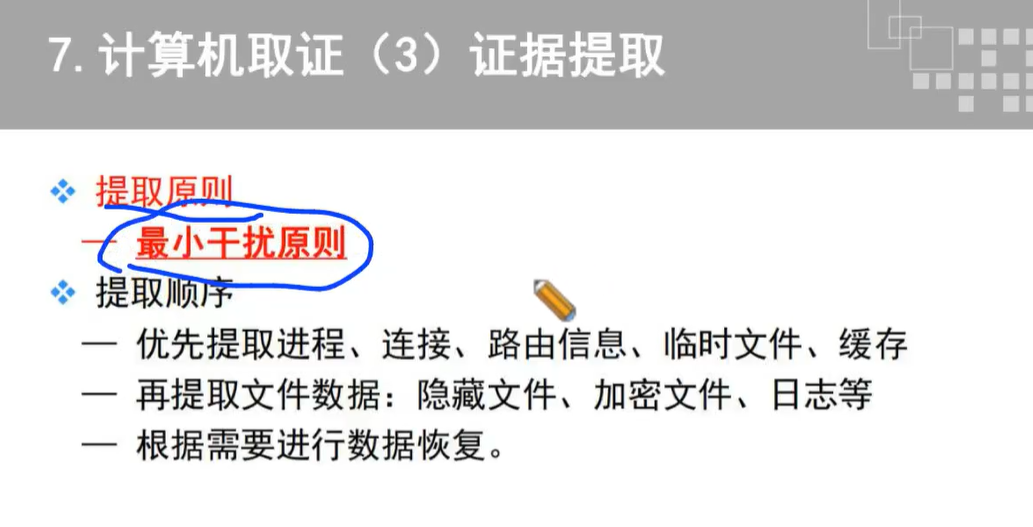 7. 计算机取证（3）证据提取
提取原则
— 最小干扰原则
提取顺序
— 优先提取进程、连接、路由信息、临时文件、缓存
— 再提取文件数据：隐藏文件、加密文件、日志等
— 根据需要进行数据恢复。